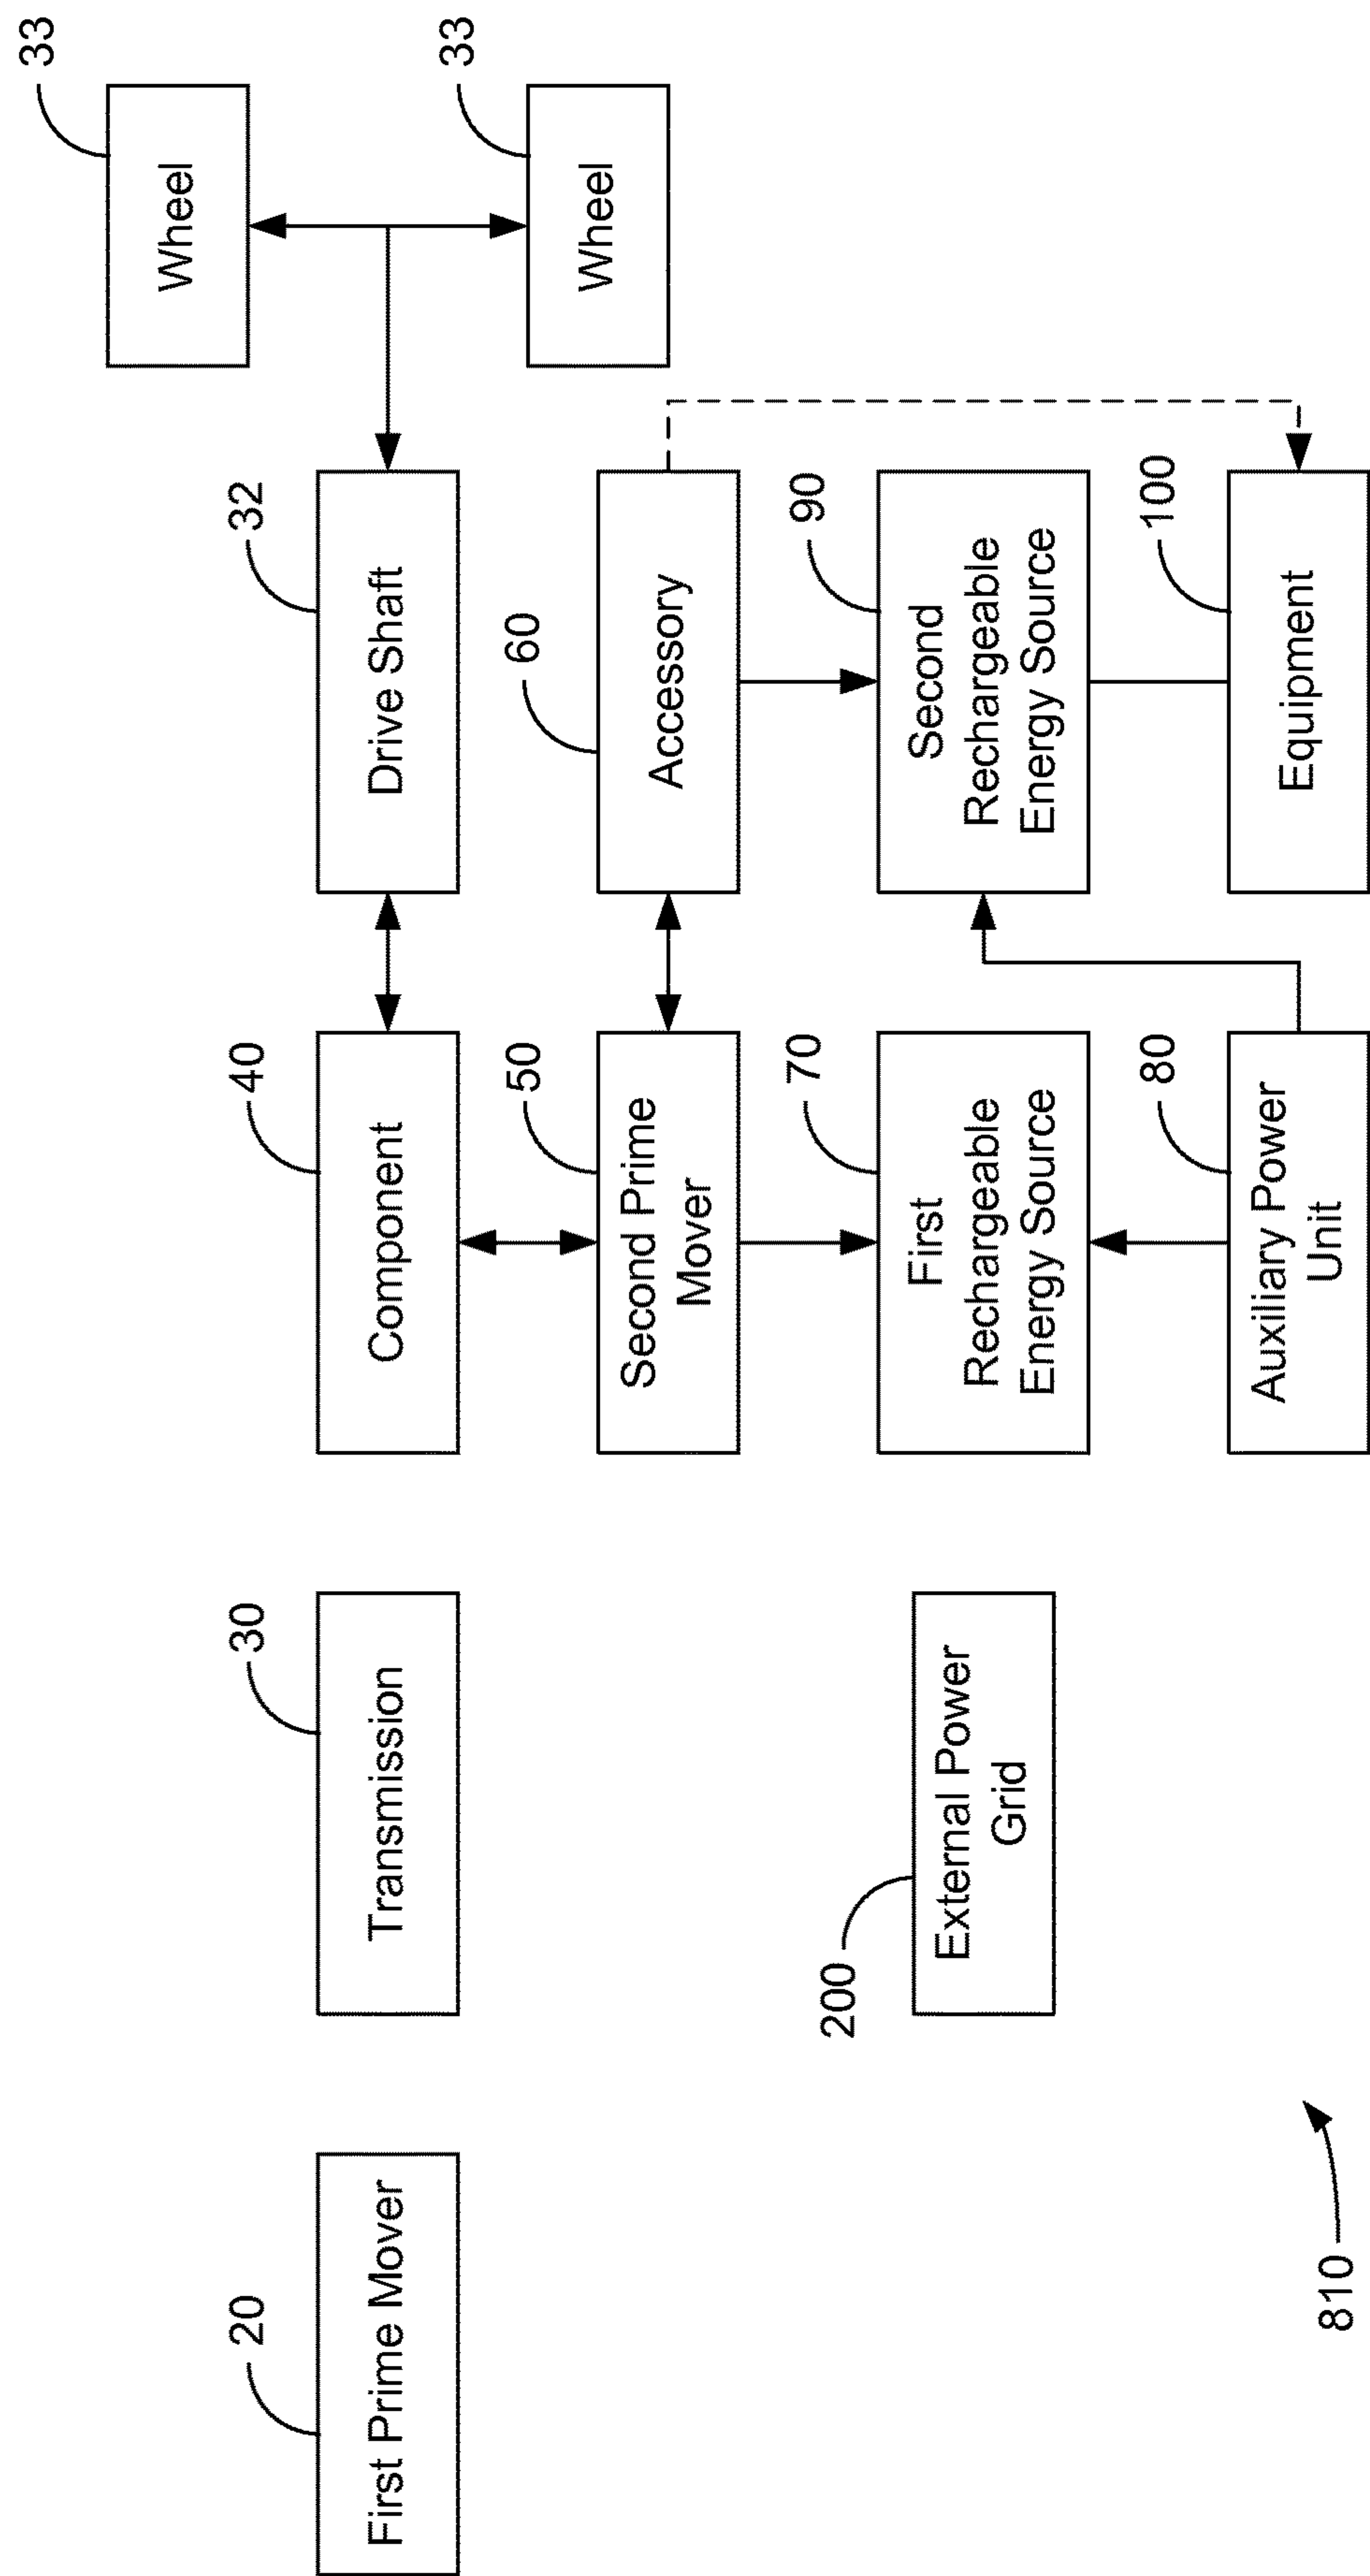 20
First Prime Mover
30
Transmission
40
Component
32
Drive Shaft
33
Wheel
33
Wheel
50
Second Prime
Mover
60
Accessory
200
External Power
Grid
70
First
Rechargeable
Energy Source
90
Second
Rechargeable
Energy Source
80
Auxiliary Power
Unit
100
Equipment
810